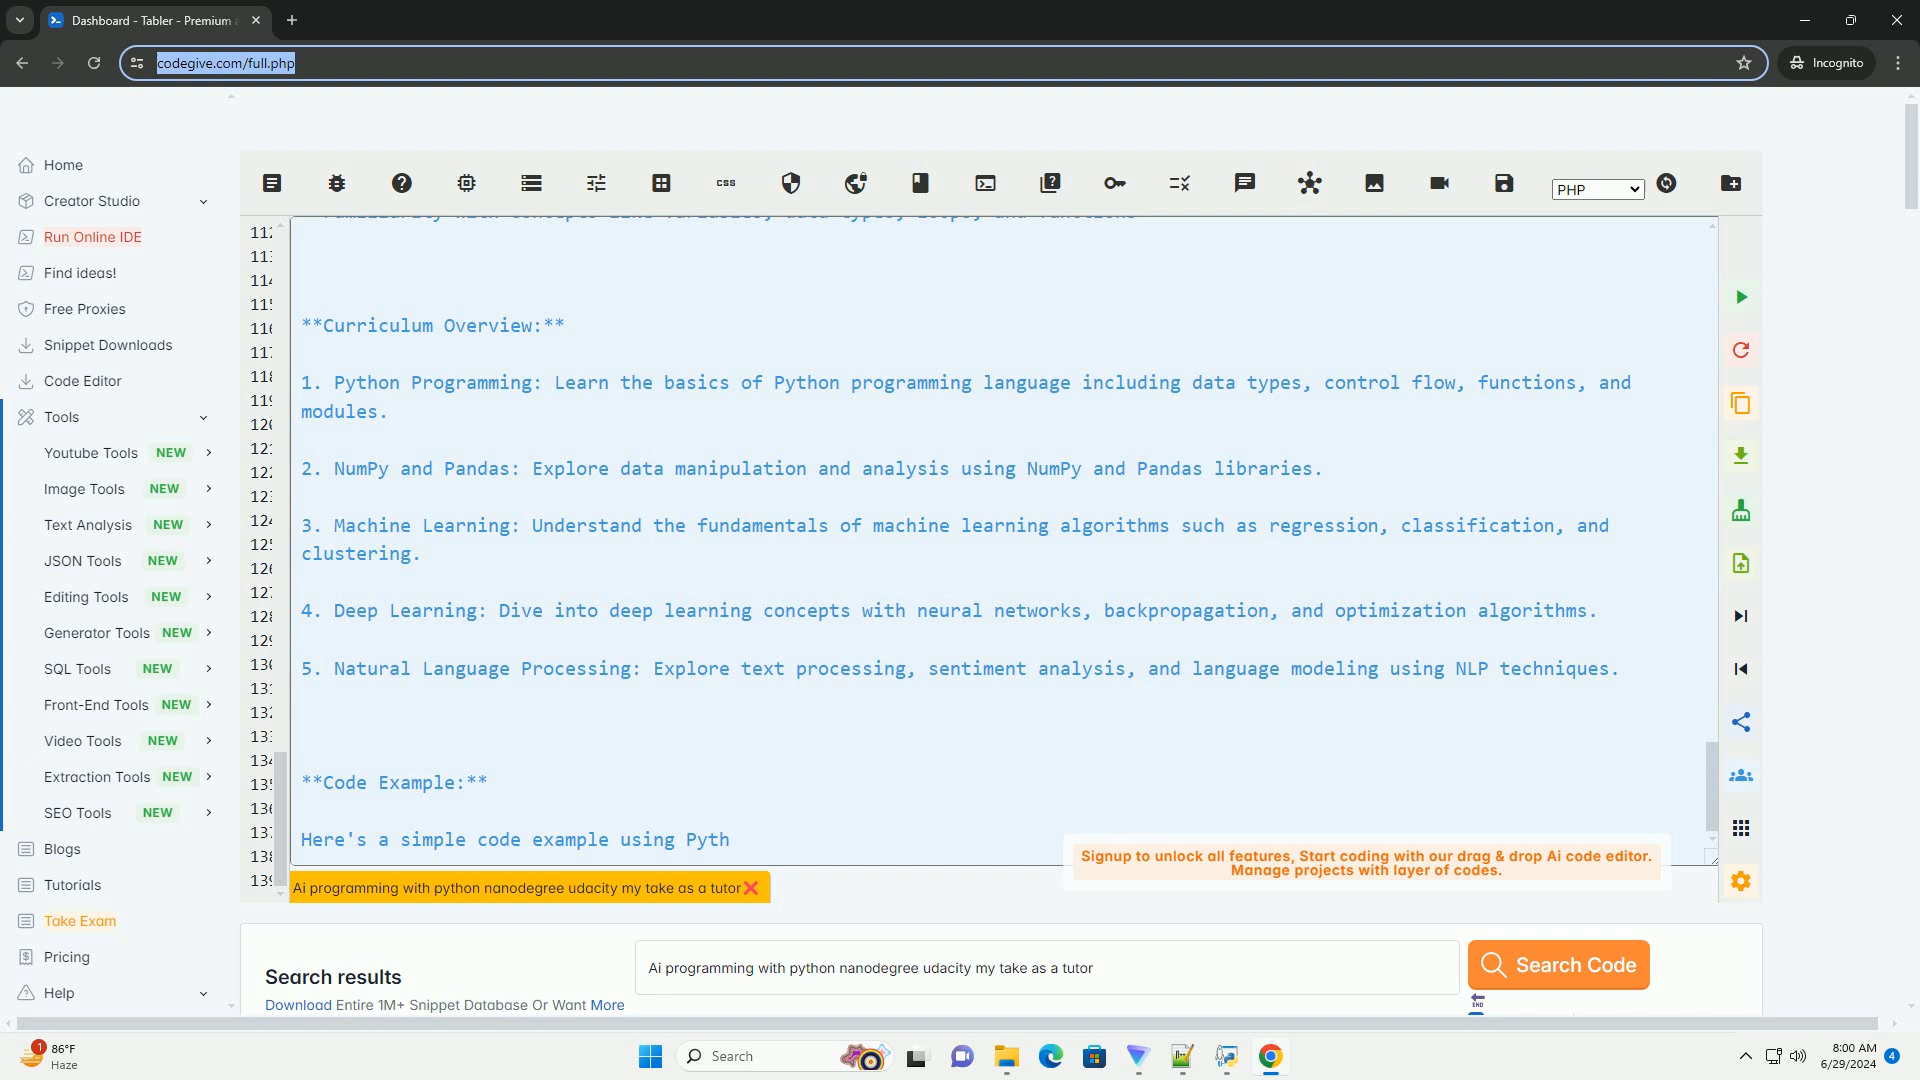 Dashboard - Tabler - Premium
codegive.com/full.php
Incognito
Home
Creator Studio
Run Online IDE
Find ideas!
Free Proxies
Snippet Downloads
Code Editor
Tools
Youtube Tools NEW
Image Tools NEW
Text Analysis NEW
JSON Tools NEW
Editing Tools NEW
Generator Tools NEW
SQL Tools NEW
Front-End Tools NEW
Video Tools NEW
Extraction Tools NEW
SEO Tools NEW
Blogs
Tutorials
Take Exam
Pricing
Help
css
PHP
**Curriculum Overview:**
1. Python Programming: Learn the basics of Python programming language including data types, control flow, functions, and
modules.
2. NumPy and Pandas: Explore data manipulation and analysis using NumPy and Pandas libraries.
3. Machine Learning: Understand the fundamentals of machine learning algorithms such as regression, classification, and
clustering.
4. Deep Learning: Dive into deep learning concepts with neural networks, backpropagation, and optimization algorithms.
5. Natural Language Processing: Explore text processing, sentiment analysis, and language modeling using NLP techniques.
**Code Example:**
Here's a simple code example using Pyth
Signup to unlock all features, Start coding with our drag & drop Ai code editor.
Manage projects with layer of codes.
Ai programming with python nanodegree udacity my take as a tutor
Search results
Ai programming with python nanodegree udacity my take as a tutor
Search Code
Download Entire 1M+ Snippet Database Or Want More
END
1
86°F
Haze
Search
8:00 AM
6/29/2024
4